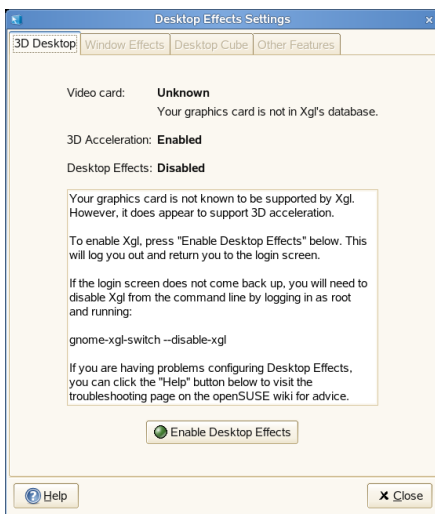 Desktop Effects Settings
3D Desktop Window Effects Desktop Cube Other Features
Video card: Unknown
Your graphics card is not in Xgl's database.
3D Acceleration: Enabled
Desktop Effects: Disabled
Your graphics card is not known to be supported by Xgl.
However, it does appear to support 3D acceleration.
To enable Xgl, press "Enable Desktop Effects" below. This
will log you out and return you to the login screen.
If the login screen does not come back up, you will need to
disable Xgl from the command line by logging in as root
and running:
gnome-xgl-switch --disable-xgl
If you are having problems configuring Desktop Effects,
you can click the "Help" button below to visit the
troubleshooting page on the openSUSE wiki for advice.
Enable Desktop Effects
Help
Close